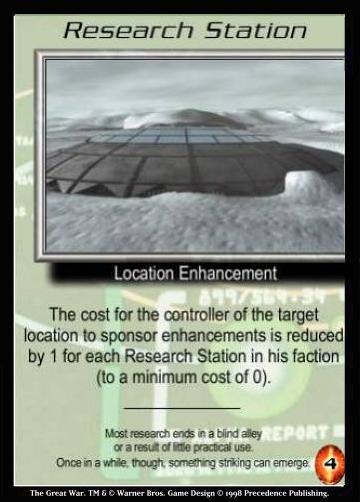 Research Station
Location Enhancement
The cost for the controller of the target
location to sponsor enhancements is reduced
by 1 for each Research Station in his faction
(to a minimum cost of 0).
Most research ends in a blind alley
or a result of little practical use.
Once in a while, though, something striking can emerge.
4
The Great War. TM & © Warner Bros. Game Design © 1998 Precedence Publishing.